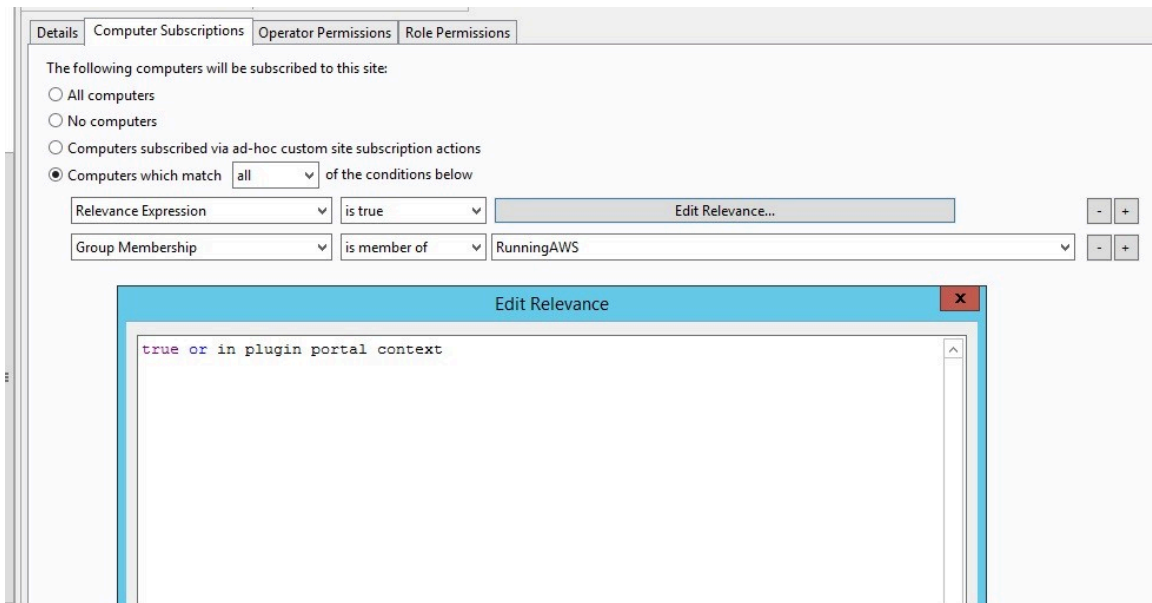 Details Computer Subscriptions Operator Permissions Role Permissions
The following computers will be subscribed to this site:
All computers
No computers
Computers subscribed via ad-hoc custom site subscription actions
Computers which match all of the conditions below
Relevance Expression is true Edit Relevance... - +
Group Membership is member of RunningAWS - +
Edit Relevance x
true or in plugin portal context